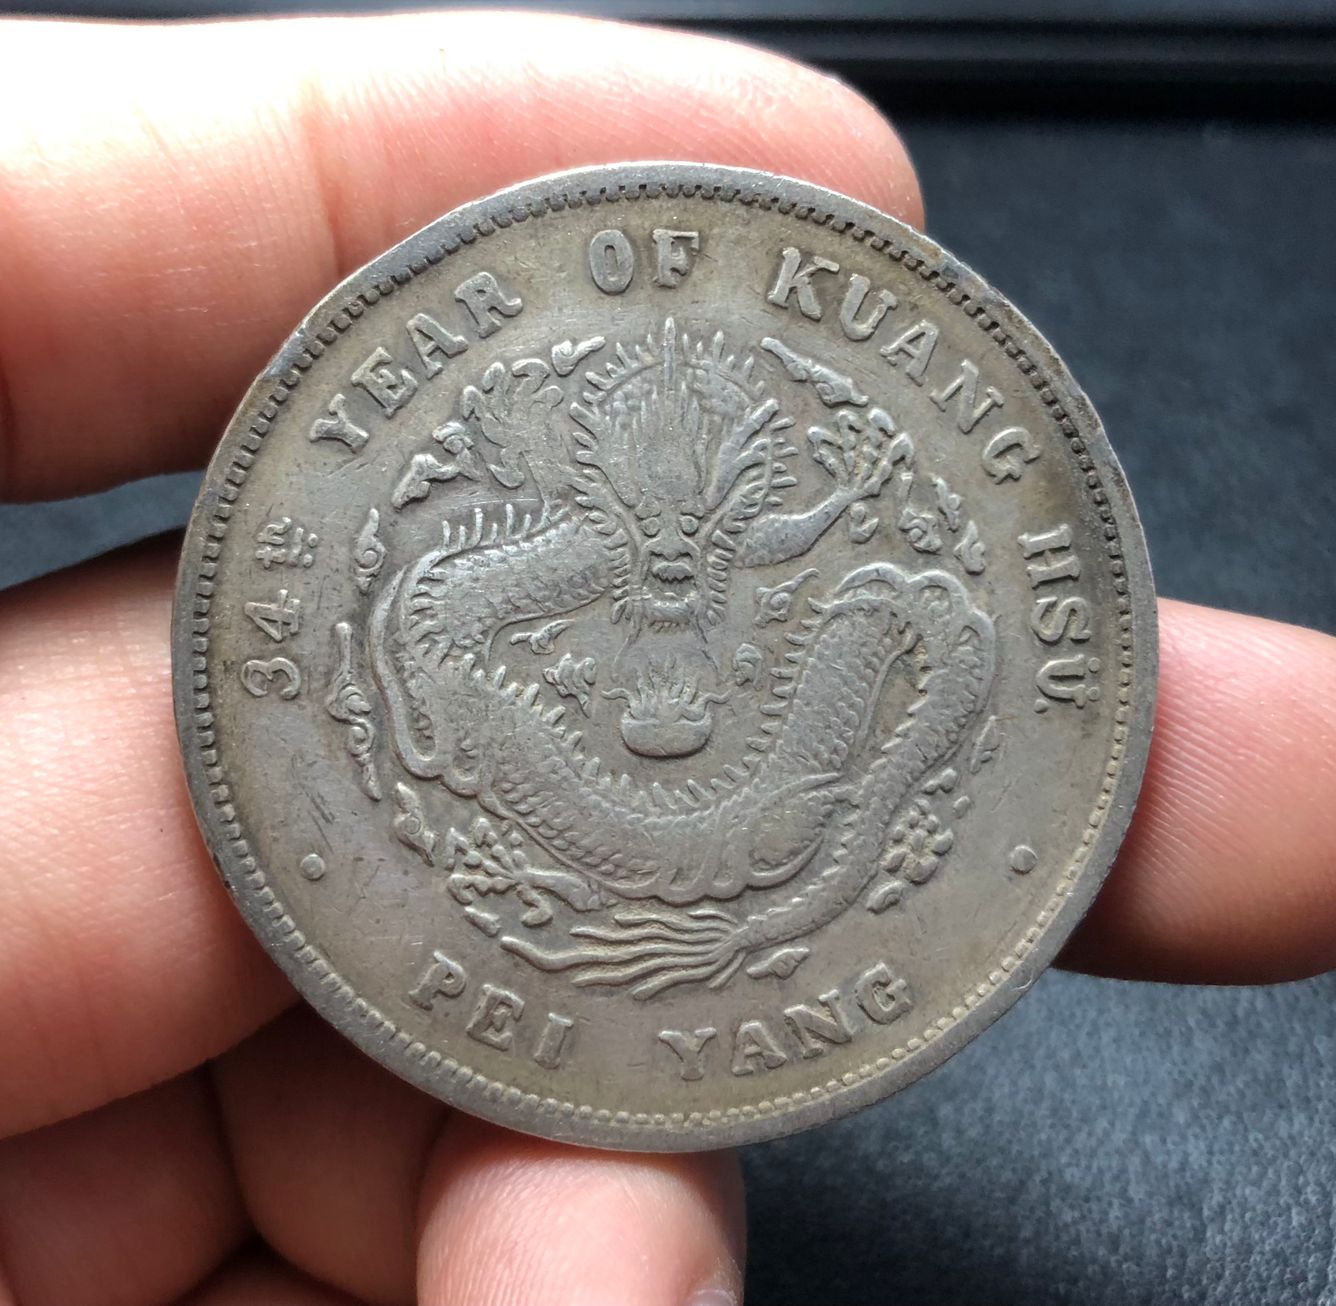 34th YEAR OF KUANG HSÜ.
PEI YANG